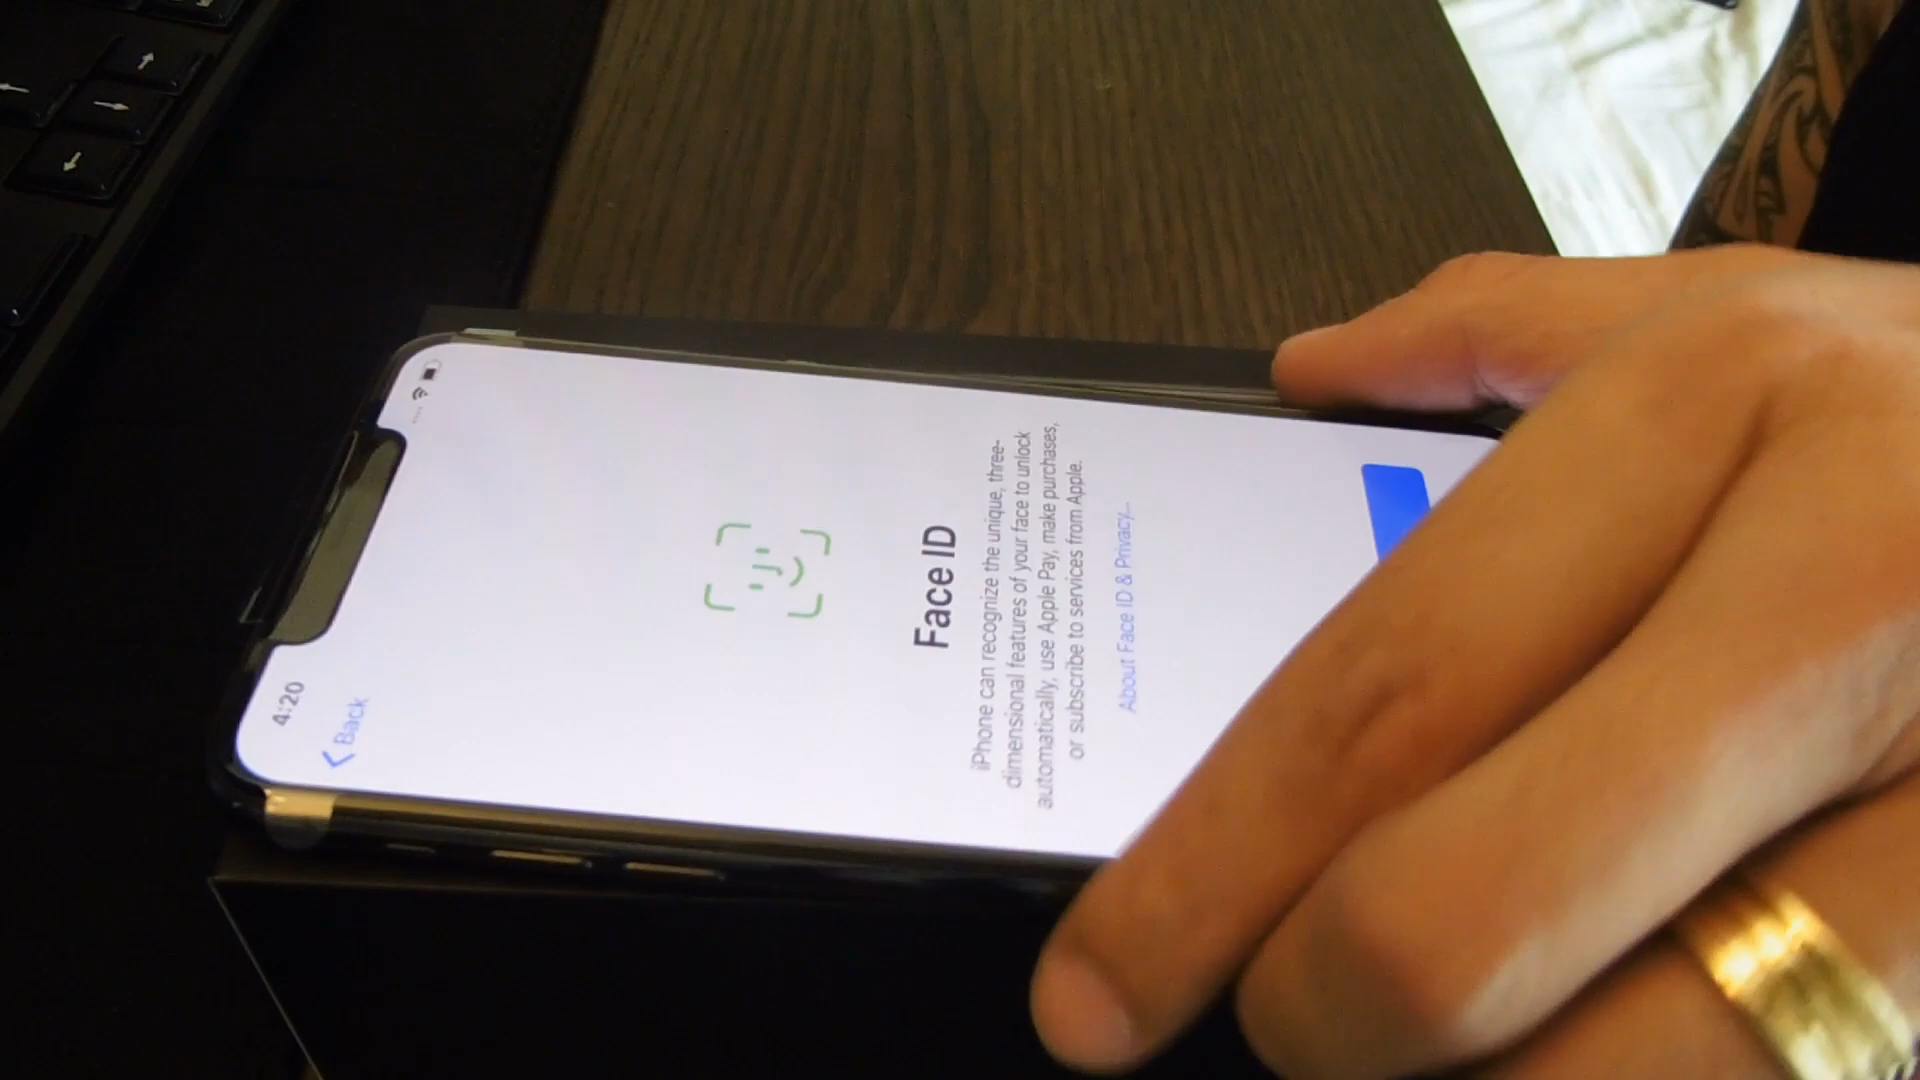 4:20
Back
Face ID
iPhone can recognize the unique, three-
dimensional features of your face to unlock
automatically, use Apple Pay, make purchases,
or subscribe to services from Apple.
About Face ID & Privacy...